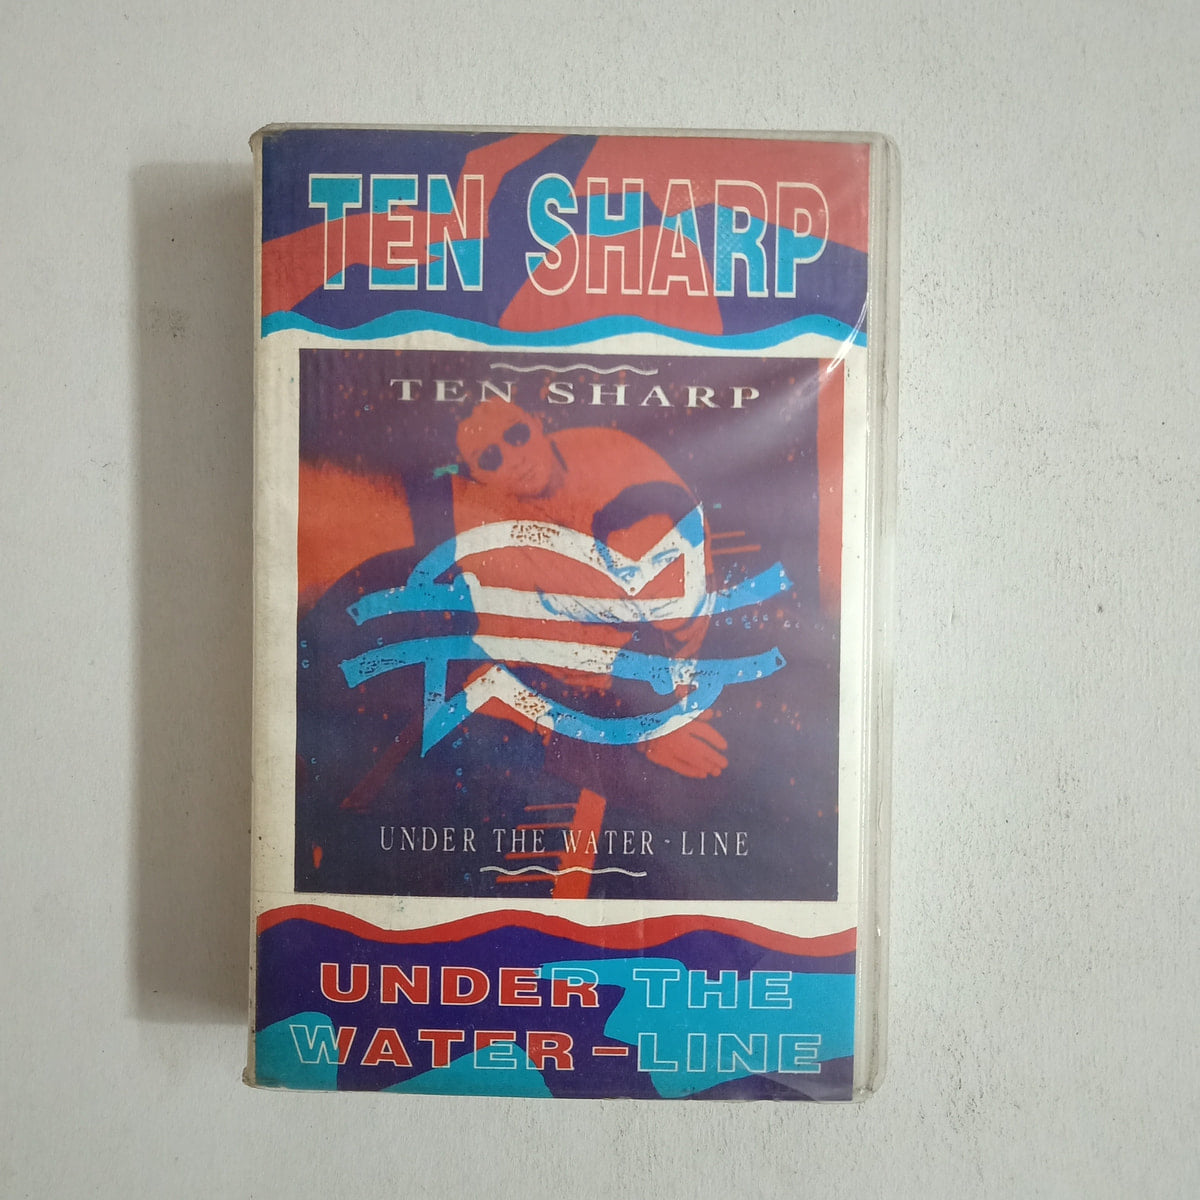 TEN SHARP
TEN SHARP
UNDER THE WATER-LINE
UNDER THE
WATER-LINE